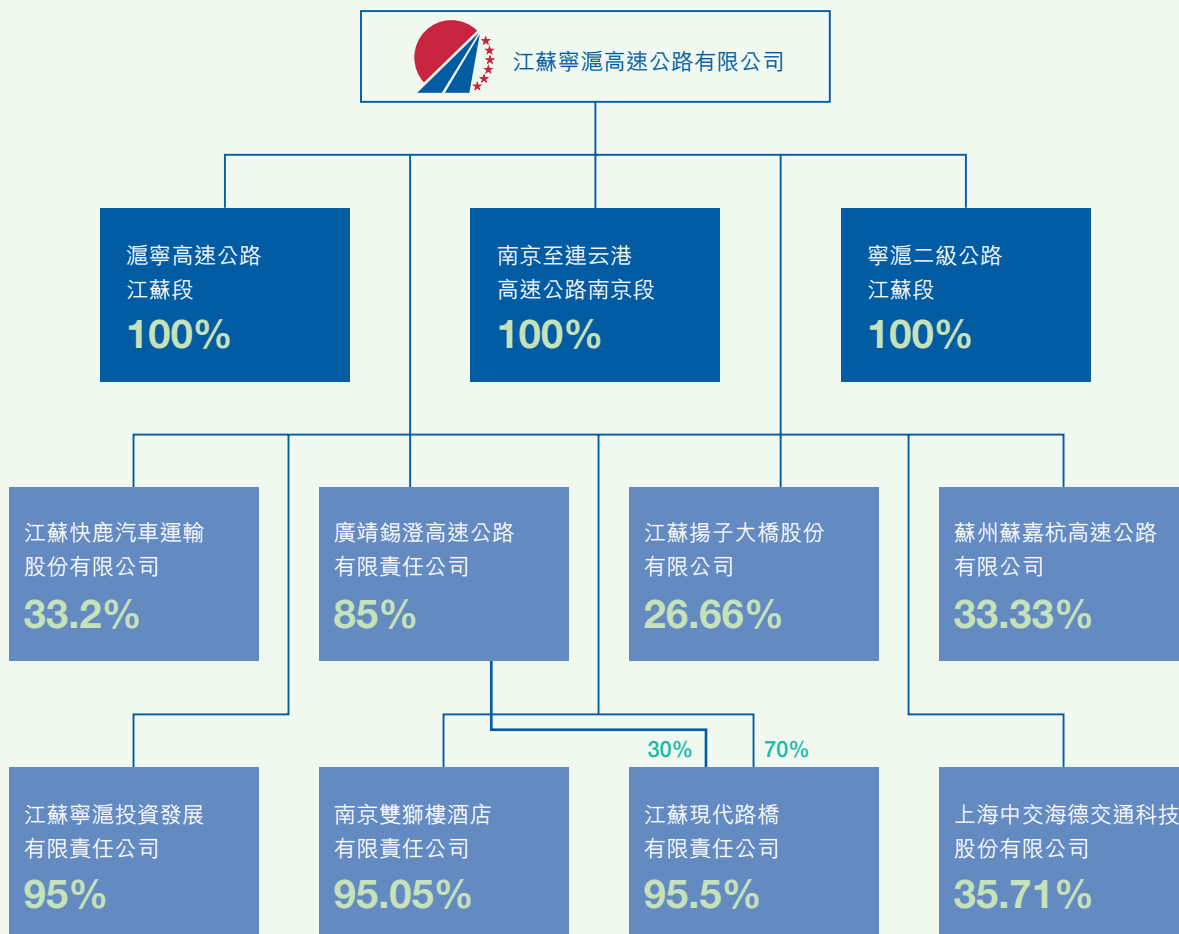 江蘇寧滬高速公路有限公司
滬寧高速公路
江蘇段
100%
南京至連云港
高速公路南京段
100%
寧滬二級公路
江蘇段
100%
江蘇快鹿汽車運輸
股份有限公司
33.2%
廣靖錫澄高速公路
有限責任公司
85%
江蘇揚子大橋股份
有限公司
26.66%
蘇州蘇嘉杭高速公路
有限公司
33.33%
30%
70%
江蘇寧滬投資發展
有限責任公司
95%
南京雙獅樓酒店
有限責任公司
95.05%
江蘇現代路橋
有限責任公司
95.5%
上海中交海德交通科技
股份有限公司
35.71%